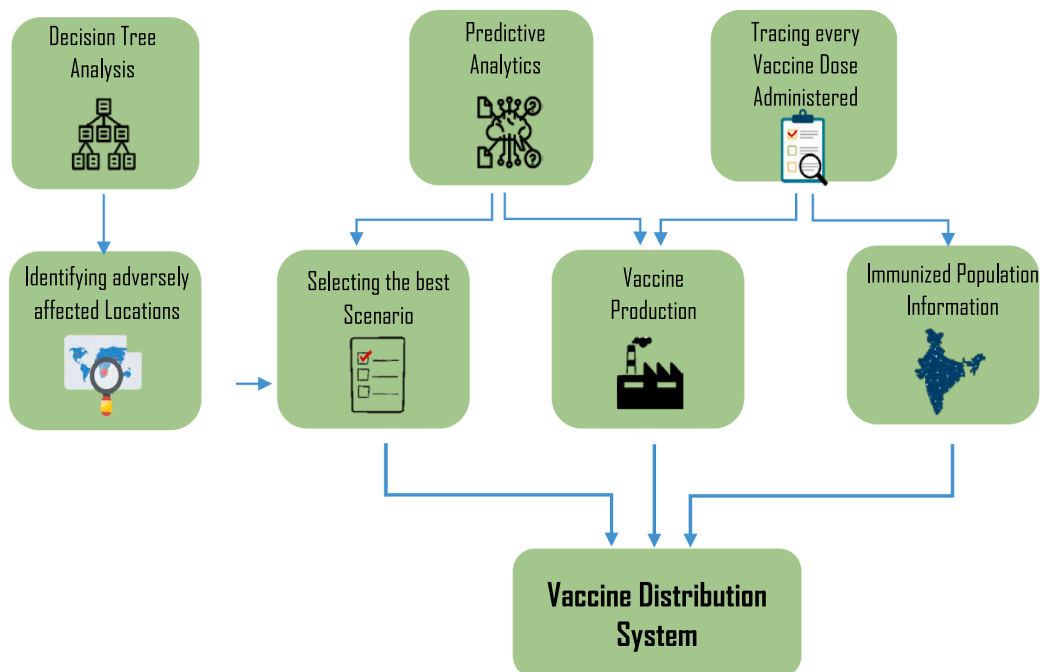 Decision Tree
Analysis
Predictive
Analytics
Tracing every
Vaccine Dose
Administered
Identifying adversely
affected Locations
Selecting the best
Scenario
Vaccine
Production
Immunized Population
Information
Vaccine Distribution
System